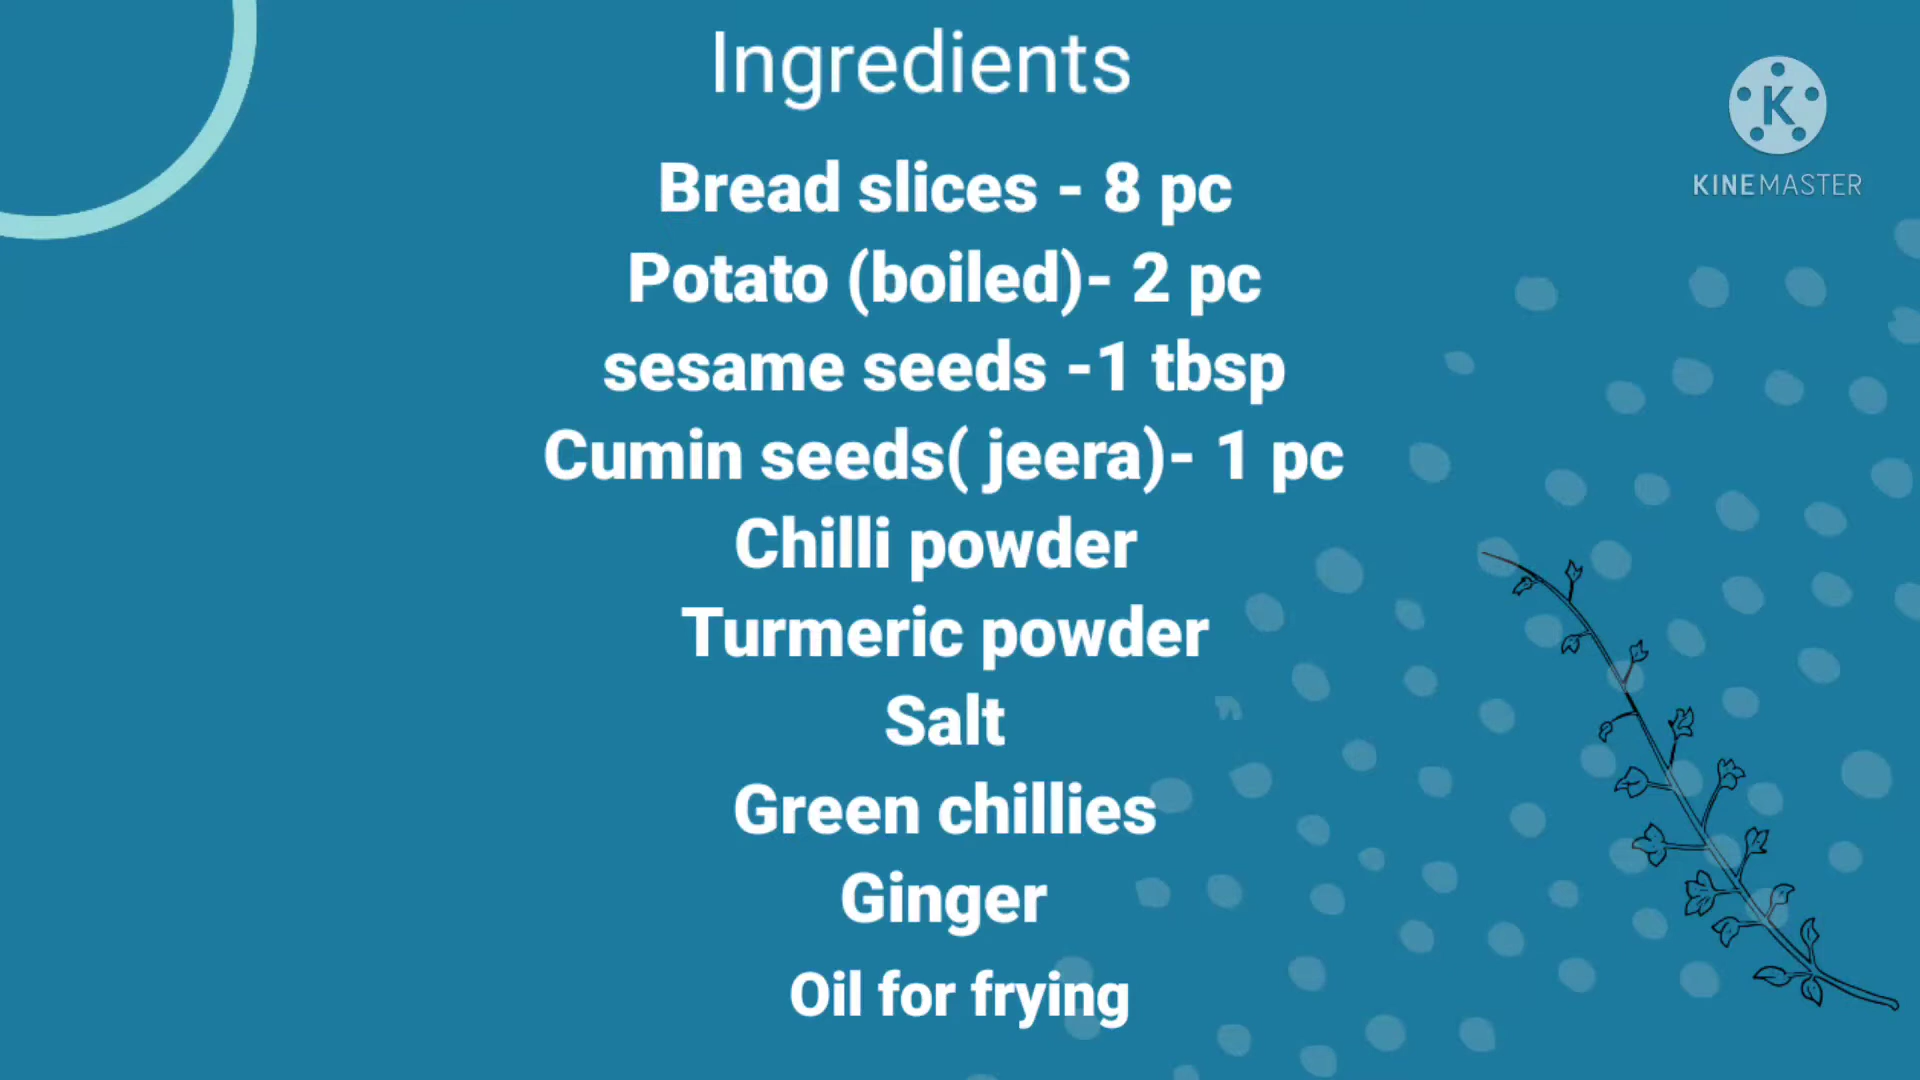 Ingredients
KINEMASTER
Bread slices - 8 pc
Potato (boiled)- 2 pc
sesame seeds -1 tbsp
Cumin seeds( jeera)- 1 pc
Chilli powder
Turmeric powder
Salt
Green chillies
Ginger
Oil for frying